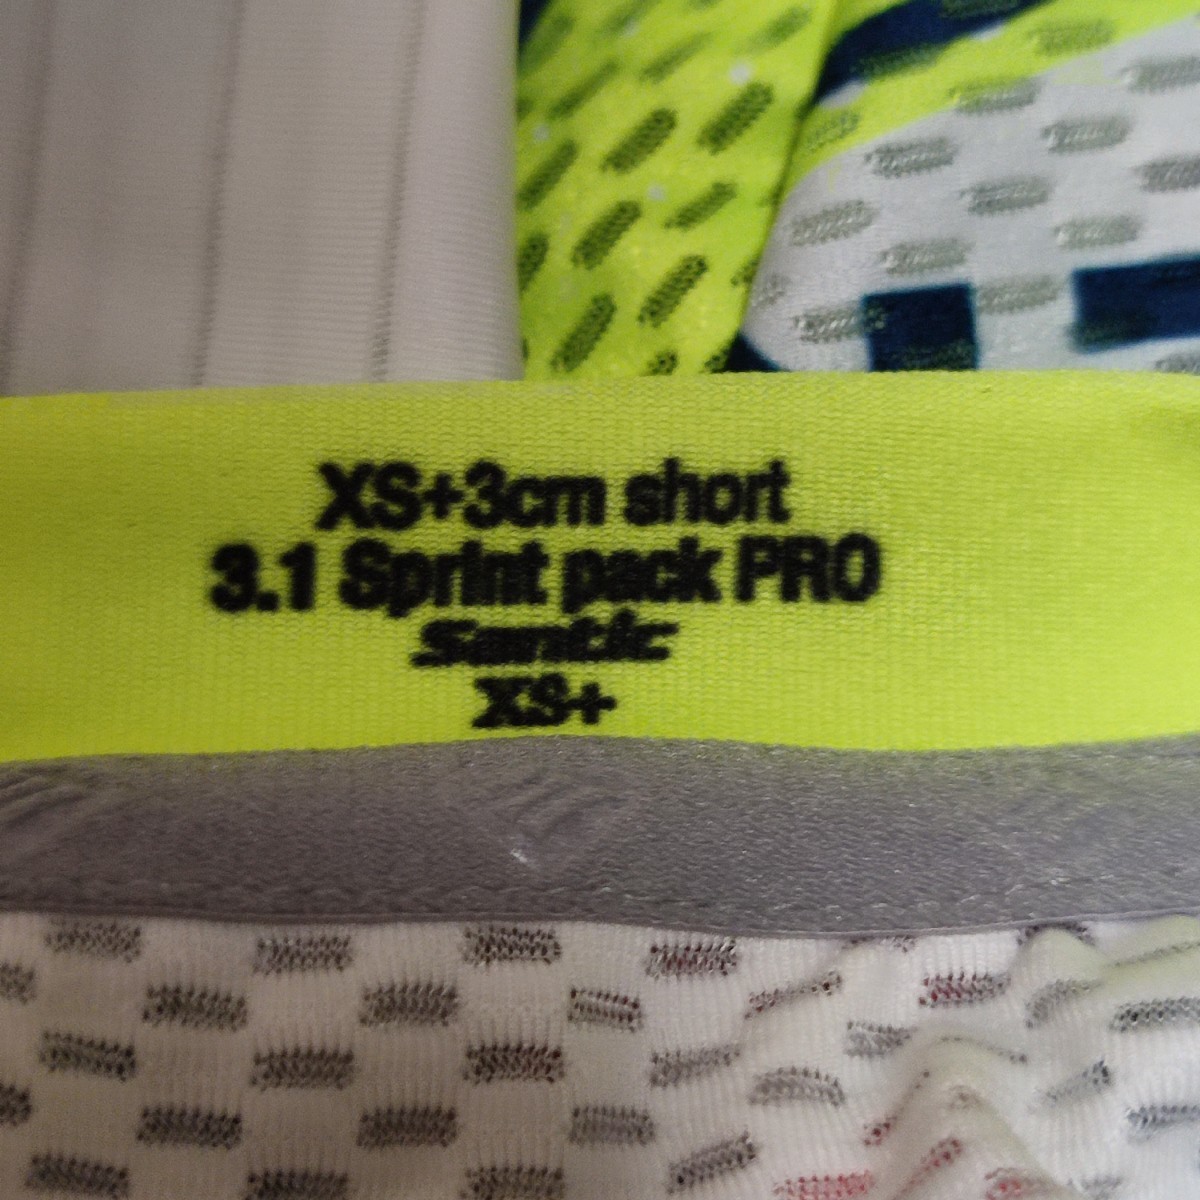 XS+3cm short
3.1 Sprint pack PRO
Santic
XS+